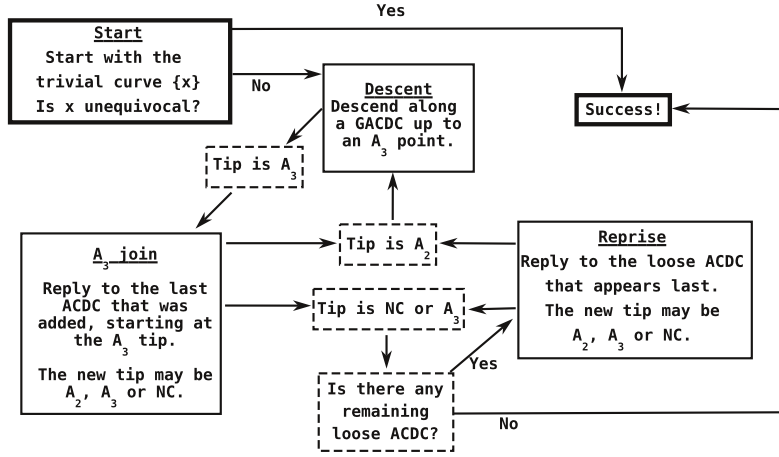 Yes
Start
Start with the
trivial curve {x}
Is x unequivocal?
No
Descent
Descend along
a GACDC up to
an A3 point.
Success!
Tip is A3
Tip is A2
A3 join
Reply to the last
ACDC that was
added, starting at
the A3 tip.
The new tip may be
A2, A3 or NC.
Tip is NC or A3
Reprise
Reply to the loose ACDC
that appears last.
The new tip may be
A2, A3 or NC.
Yes
Is there any
remaining
loose ACDC?
No